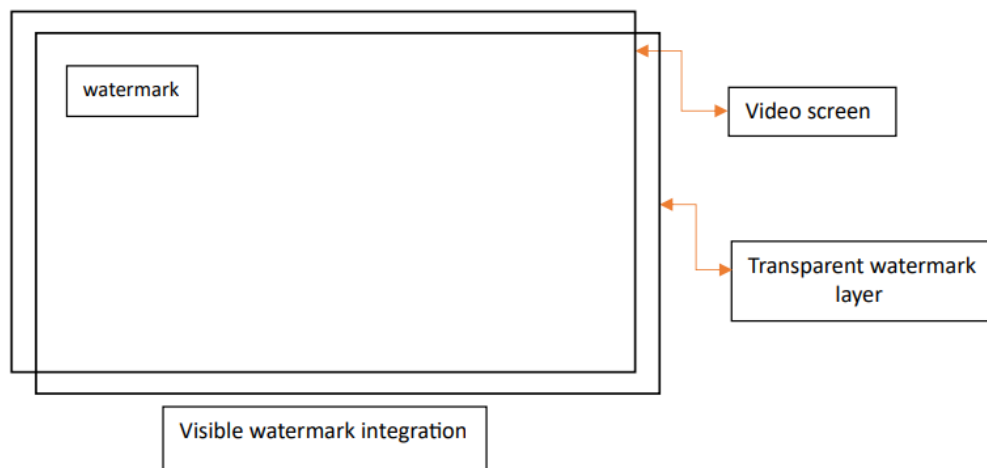 watermark
Video screen
Transparent watermark
layer
Visible watermark integration